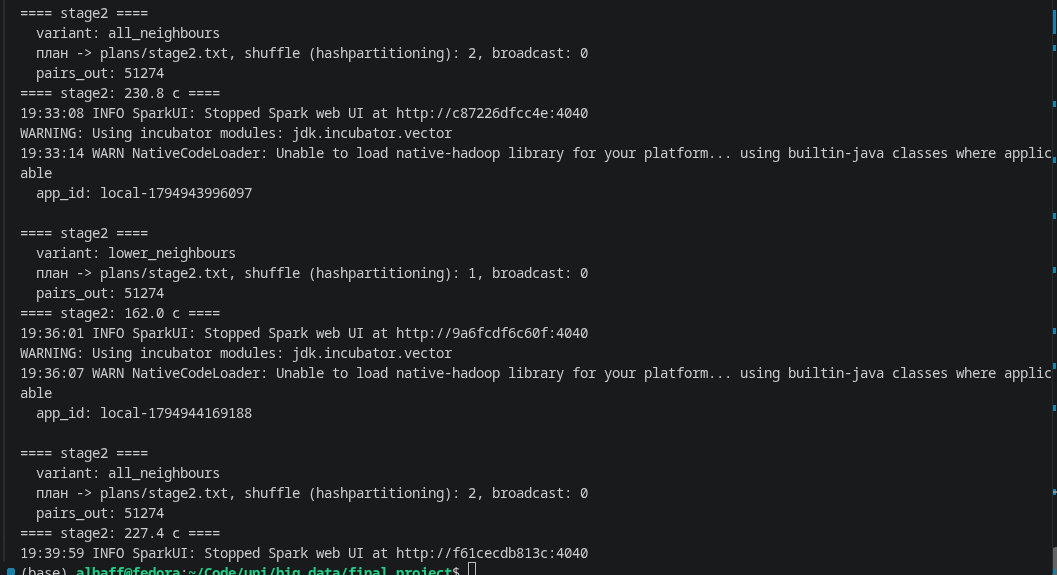 ==== stage2 ====
variant: all_neighbours
план -> plans/stage2.txt, shuffle (hashpartitioning): 2, broadcast: 0
pairs_out: 51274
==== stage2: 230.8 с ====
19:33:08 INFO SparkUI: Stopped Spark web UI at http://c87226dfcc4e:4040
WARNING: Using incubator modules: jdk.incubator.vector
19:33:14 WARN NativeCodeLoader: Unable to load native-hadoop library for your platform... using builtin-java classes where applic
able
app_id: local-1794943996097
==== stage2 ====
variant: lower_neighbours
план -> plans/stage2.txt, shuffle (hashpartitioning): 1, broadcast: 0
pairs_out: 51274
==== stage2: 162.0 с ====
19:36:01 INFO SparkUI: Stopped Spark web UI at http://9a6fcdf6c60f:4040
WARNING: Using incubator modules: jdk.incubator.vector
19:36:07 WARN NativeCodeLoader: Unable to load native-hadoop library for your platform... using builtin-java classes where applic
able
app_id: local-1794944169188
==== stage2 ====
variant: all_neighbours
план -> plans/stage2.txt, shuffle (hashpartitioning): 2, broadcast: 0
pairs_out: 51274
==== stage2: 227.4 с ====
19:39:59 INFO SparkUI: Stopped Spark web UI at http://f61cecdb813c:4040
(base) albaff@fedora:~/Code/uni/big_data/final_project$